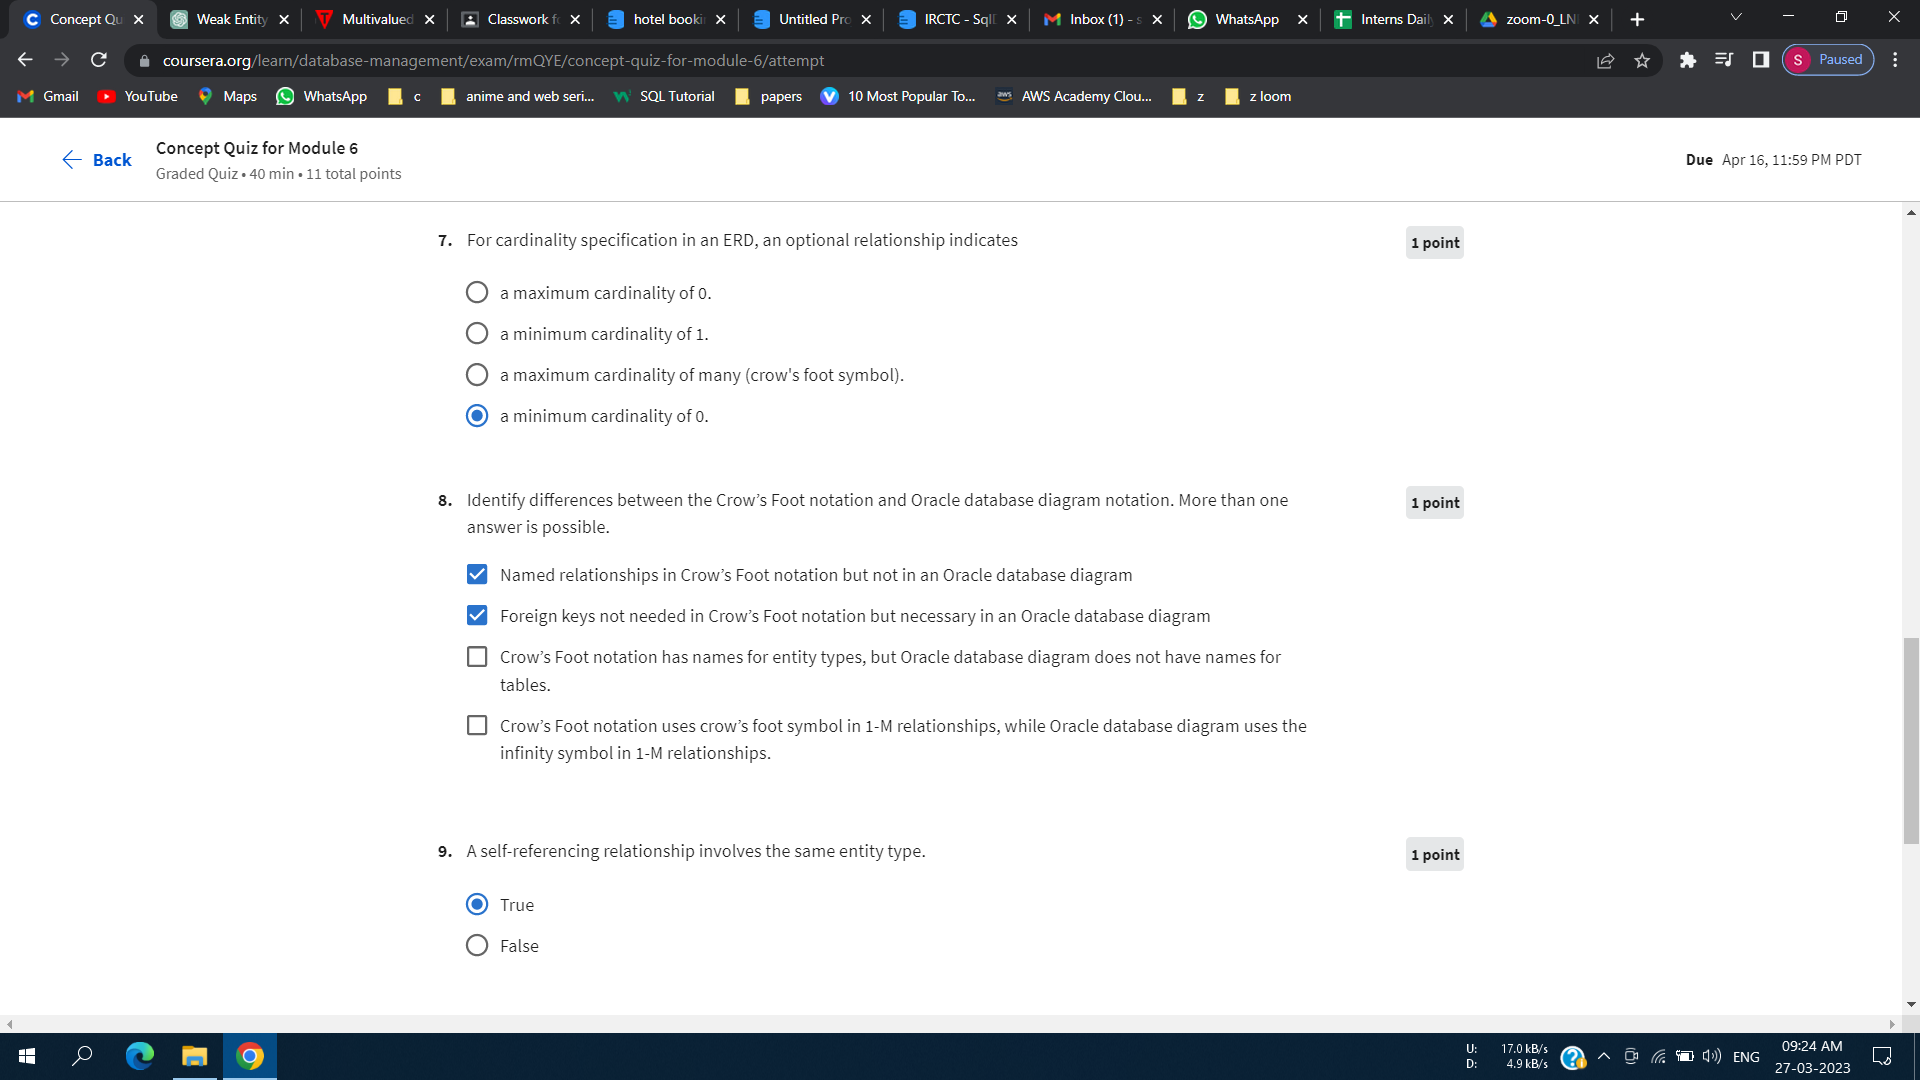 Concept Qu
Weak Entity
Multivalued
Classwork f
hotel booki
Untitled Pro
IRCTC - Sql
Inbox (1) - s
WhatsApp
Interns Dail
zoom-0_LN
coursera.org/learn/database-management/exam/rmQYE/concept-quiz-for-module-6/attempt
S Paused
Gmail
YouTube
Maps
WhatsApp
c
anime and web seri...
SQL Tutorial
papers
10 Most Popular To...
aws AWS Academy Clou...
z
z loom
Back
Concept Quiz for Module 6
Graded Quiz • 40 min • 11 total points
Due Apr 16, 11:59 PM PDT
7. For cardinality specification in an ERD, an optional relationship indicates
1 point
a maximum cardinality of 0.
a minimum cardinality of 1.
a maximum cardinality of many (crow's foot symbol).
a minimum cardinality of 0.
8. Identify differences between the Crow’s Foot notation and Oracle database diagram notation. More than one
answer is possible.
1 point
Named relationships in Crow’s Foot notation but not in an Oracle database diagram
Foreign keys not needed in Crow’s Foot notation but necessary in an Oracle database diagram
Crow’s Foot notation has names for entity types, but Oracle database diagram does not have names for
tables.
Crow’s Foot notation uses crow’s foot symbol in 1-M relationships, while Oracle database diagram uses the
infinity symbol in 1-M relationships.
9. A self-referencing relationship involves the same entity type.
1 point
True
False
U: 17.0 kB/s
D: 4.9 kB/s
ENG
09:24 AM
27-03-2023